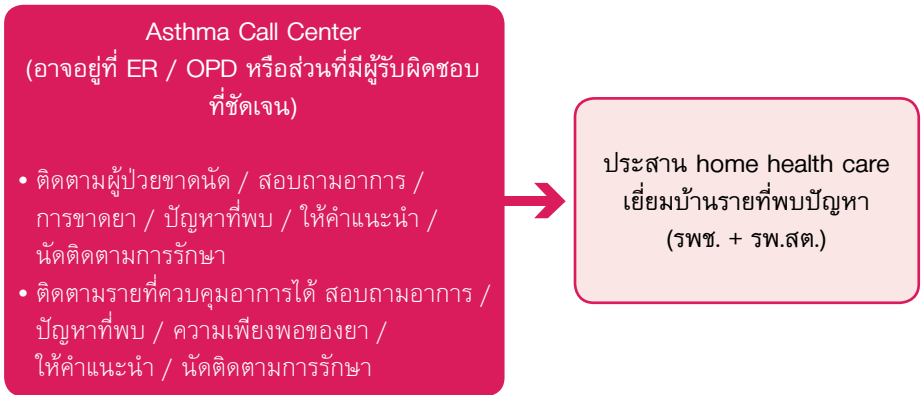 Asthma Call Center
(อาจอยู่ที่ ER / OPD หรือส่วนที่มีผู้รับผิดชอบ
ที่ชัดเจน)
• ติดตามผู้ป่วยขาดนัด / สอบถามอาการ /
การขาดยา / ปัญหาที่พบ / ให้คำแนะนำ /
นัดติดตามการรักษา
• ติดตามรายที่ควบคุมอาการได้ สอบถามอาการ /
ปัญหาที่พบ / ความเพียงพอของยา /
ให้คำแนะนำ / นัดติดตามการรักษา
ประสาน home health care
เยี่ยมบ้านรายที่พบปัญหา
(รพช. + รพ.สต.)